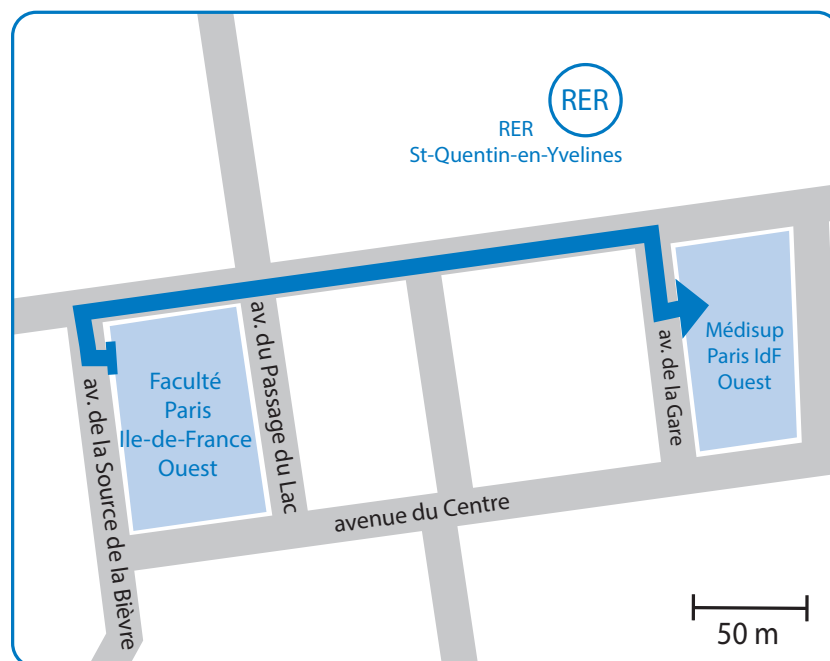 RER
RER
St-Quentin-en-Yvelines
av. du Passage du Lac
av. de la Gare
Médisup
Paris IdF
Ouest
Faculté
Paris
Ile-de-France
Ouest
av. de la Source de la Bièvre
avenue du Centre
50 m